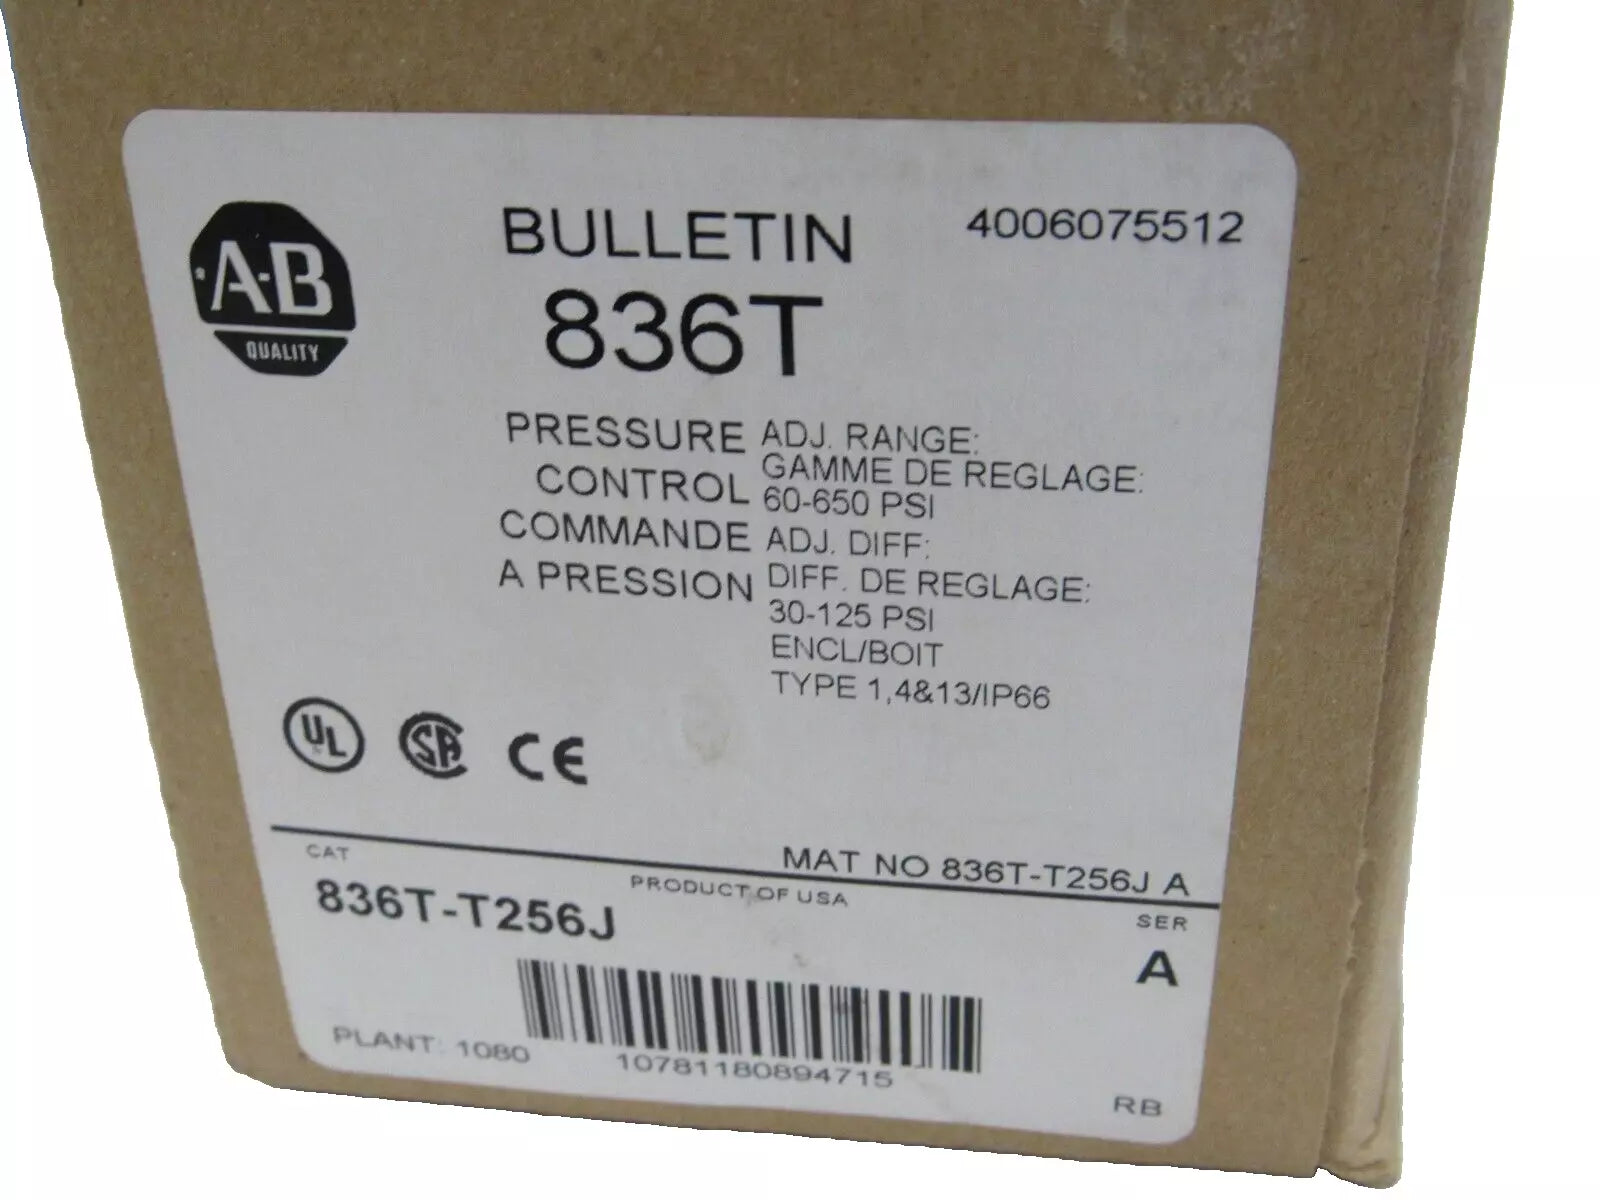 A-B
QUALITY
BULLETIN
836T
4006075512
PRESSURE
CONTROL
COMMANDE
A PRESSION
ADJ. RANGE:
GAMME DE REGLAGE:
60-650 PSI
ADJ. DIFF:
DIFF. DE REGLAGE:
30-125 PSI
ENCL/BOIT
TYPE 1,4&13/IP66
UL
SA
CE
MAT NO 836T-T256J A
CAT
836T-T256J
PRODUCT OF USA
SER
A
PLANT: 1080
10781180894715
RB